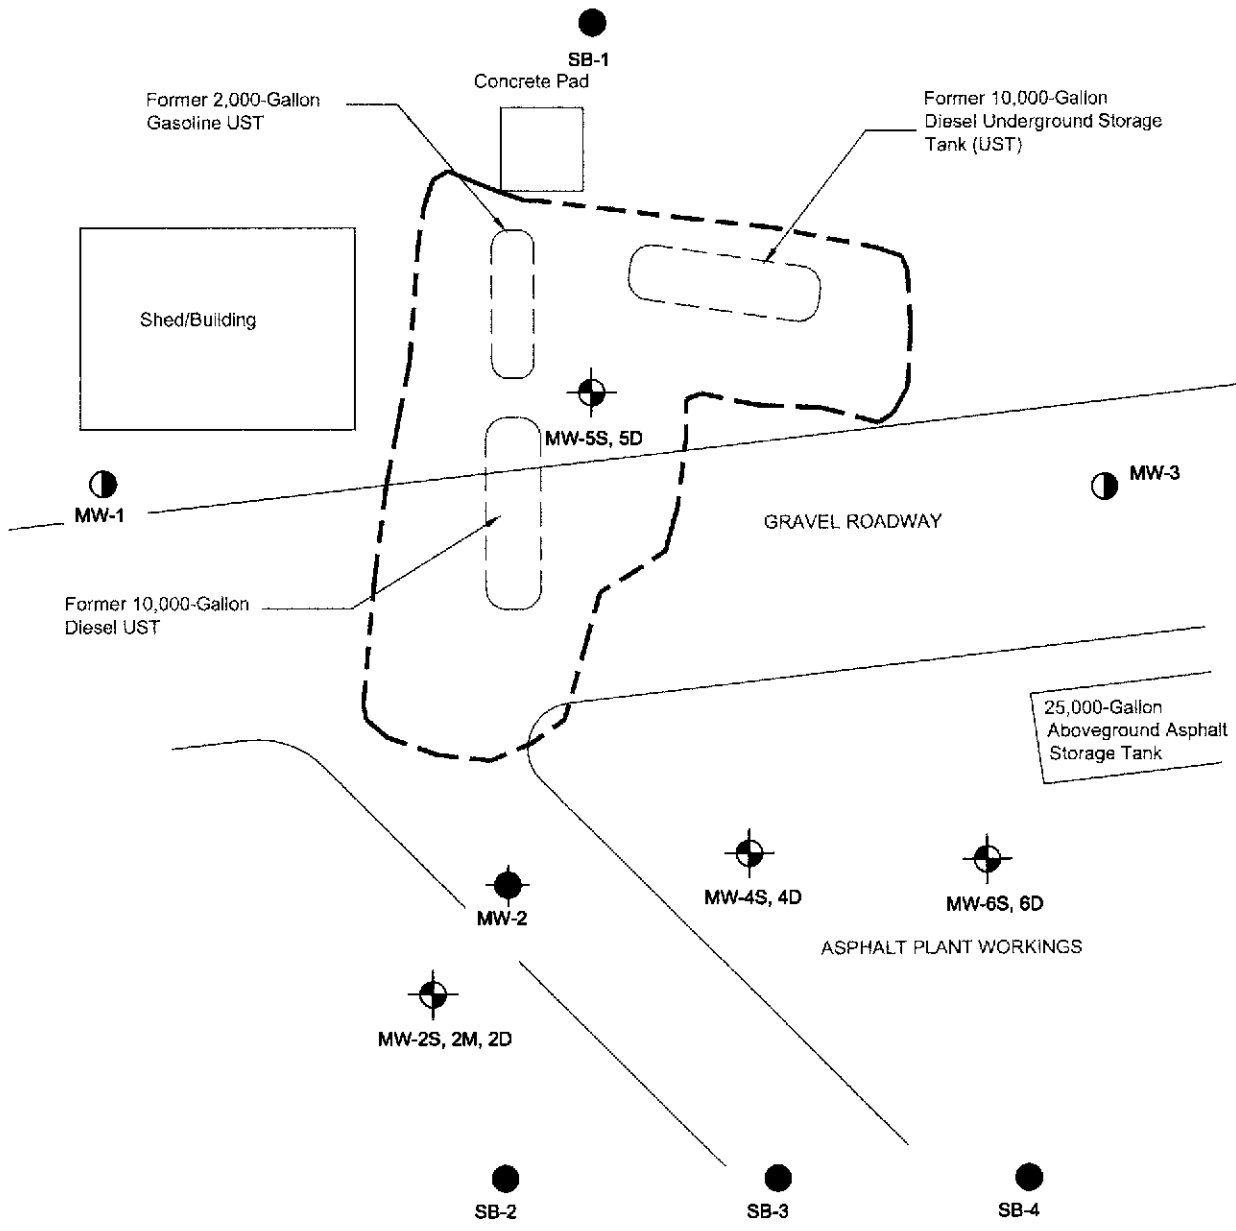 SB-1
Concrete Pad
Former 2,000-Gallon
Gasoline UST
Former 10,000-Gallon
Diesel Underground Storage
Tank (UST)
Shed/Building
MW-5S, 5D
MW-1
MW-3
GRAVEL ROADWAY
Former 10,000-Gallon
Diesel UST
25,000-Gallon
Aboveground Asphalt
Storage Tank
MW-4S, 4D
MW-6S, 6D
MW-2
ASPHALT PLANT WORKINGS
MW-2S, 2M, 2D
SB-2
SB-3
SB-4